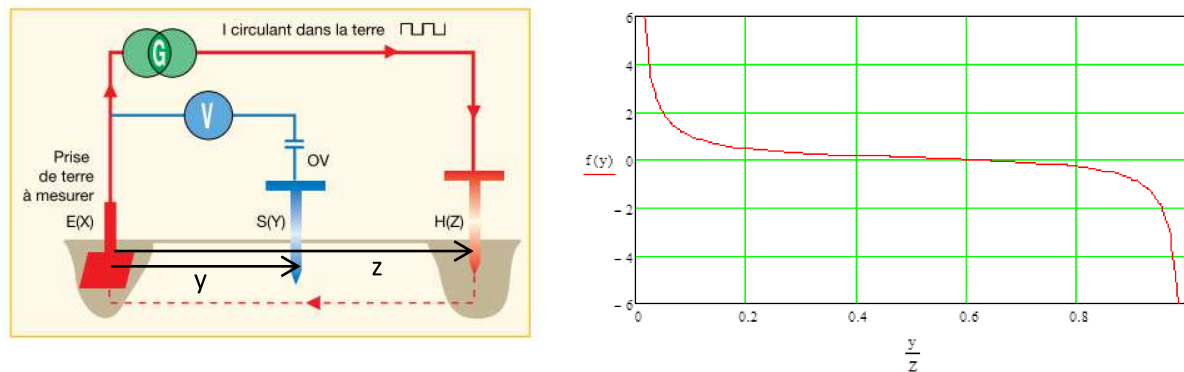 I circulant dans la terre
G
V
OV
Prise
de terre
à mesurer
E(X)
S(Y)
H(Z)
y
z
6
4
2
0
− 2
− 4
− 6
f(y)
0
0.2
0.4
0.6
0.8
y
z